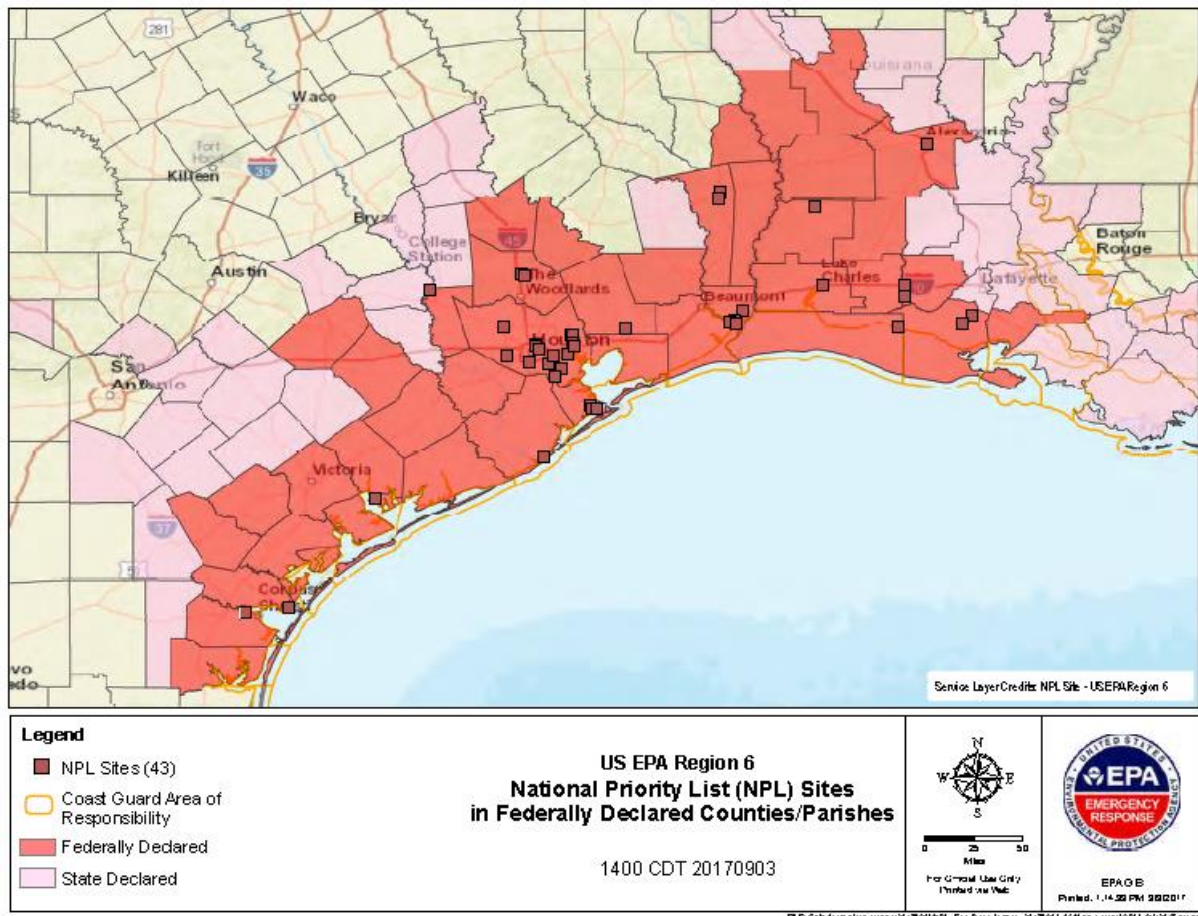 281
Louisiana
Waco
Alexandria
Fort
Hood
35
Killeen
Bryan
College
Station
45
Baton
Rouge
Austin
The
Woodlands
Lake
Charles
10
Lafayette
Beaumont
Houston
San
Antonio
Victoria
37
Corpus
Christi
Service Layer Credits: NPL Site - US EPA Region 6
Legend
NPL Sites (43)
Coast Guard Area of
Responsibility
Federally Declared
State Declared
US EPA Region 6
National Priority List (NPL) Sites
in Federally Declared Counties/Parishes
1400 CDT 20170903
N
W E
S
0 25 50
Miles
For Official Use Only
Printed via Web
UNITED STATES
EPA
EMERGENCY
RESPONSE
ENVIRONMENTAL PROTECTION AGENCY